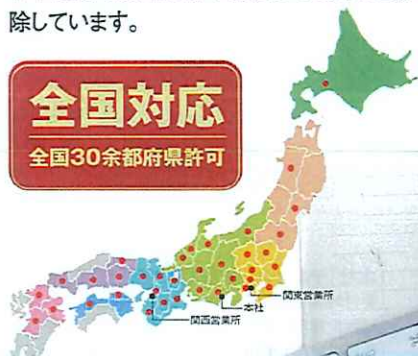 除しています。
全国対応
全国30余都府県許可
関東営業所
本社
関西営業所